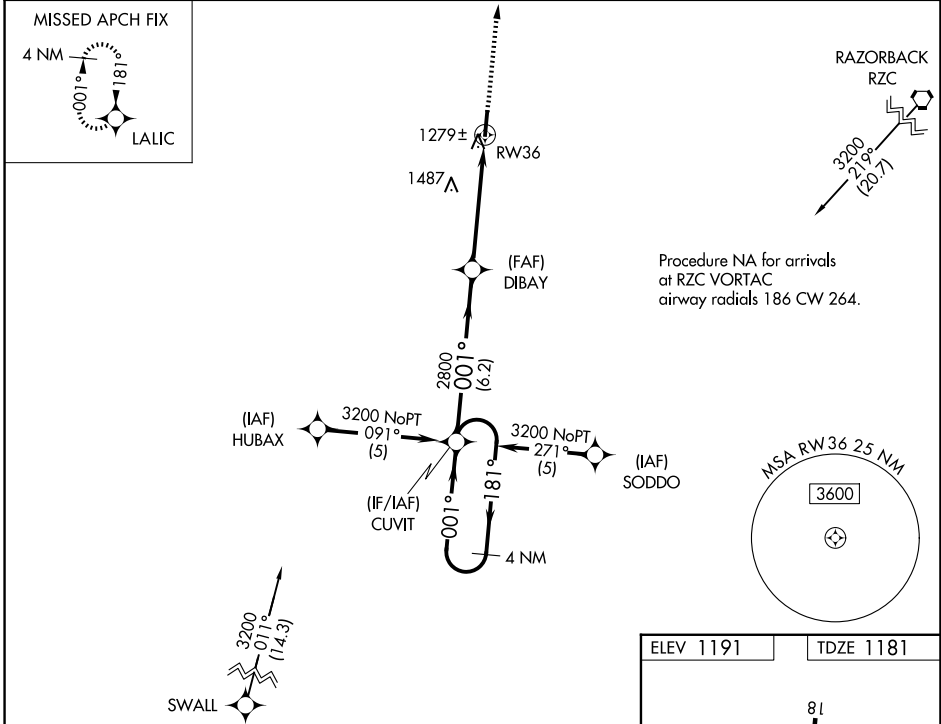 MISSED APCH FIX
4 NM
001°
181°
LALIC
1279±
RW36
1487
RAZORBACK
RZC
3200
219°
(20.7)
(FAF)
DIBAY
Procedure NA for arrivals
at RZC VORTAC
airway radials 186 CW 264.
2800
001°
(6.2)
(IAF)
HUBAX
3200 NoPT
091°
(5)
3200 NoPT
271°
(5)
(IAF)
SODDO
(IF/IAF)
CUVIT
001°
181°
4 NM
MSA RW36 25 NM
3600
3200
011°
(14.3)
SWALL
ELEV 1191
TDZE 1181
18